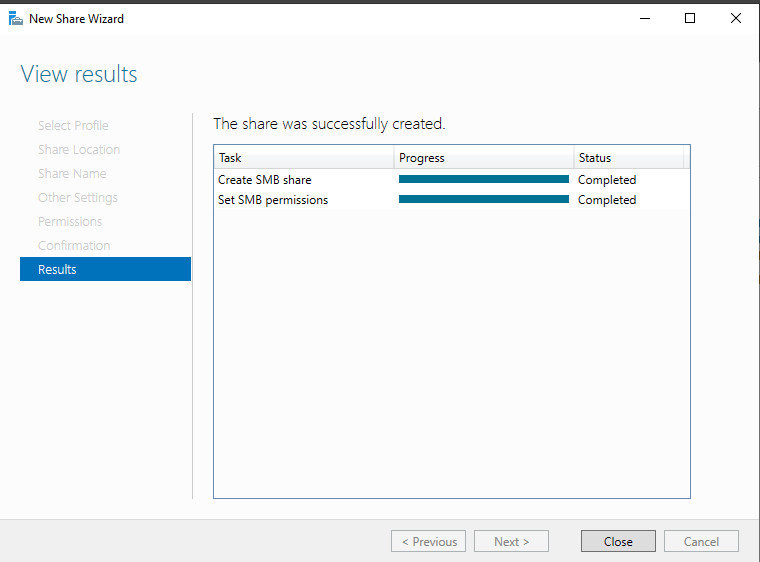 New Share Wizard
View results
Select Profile
Share Location
Share Name
Other Settings
Permissions
Confirmation
Results
The share was successfully created.
Task Progress Status
Create SMB share Completed
Set SMB permissions Completed
< Previous Next > Close Cancel